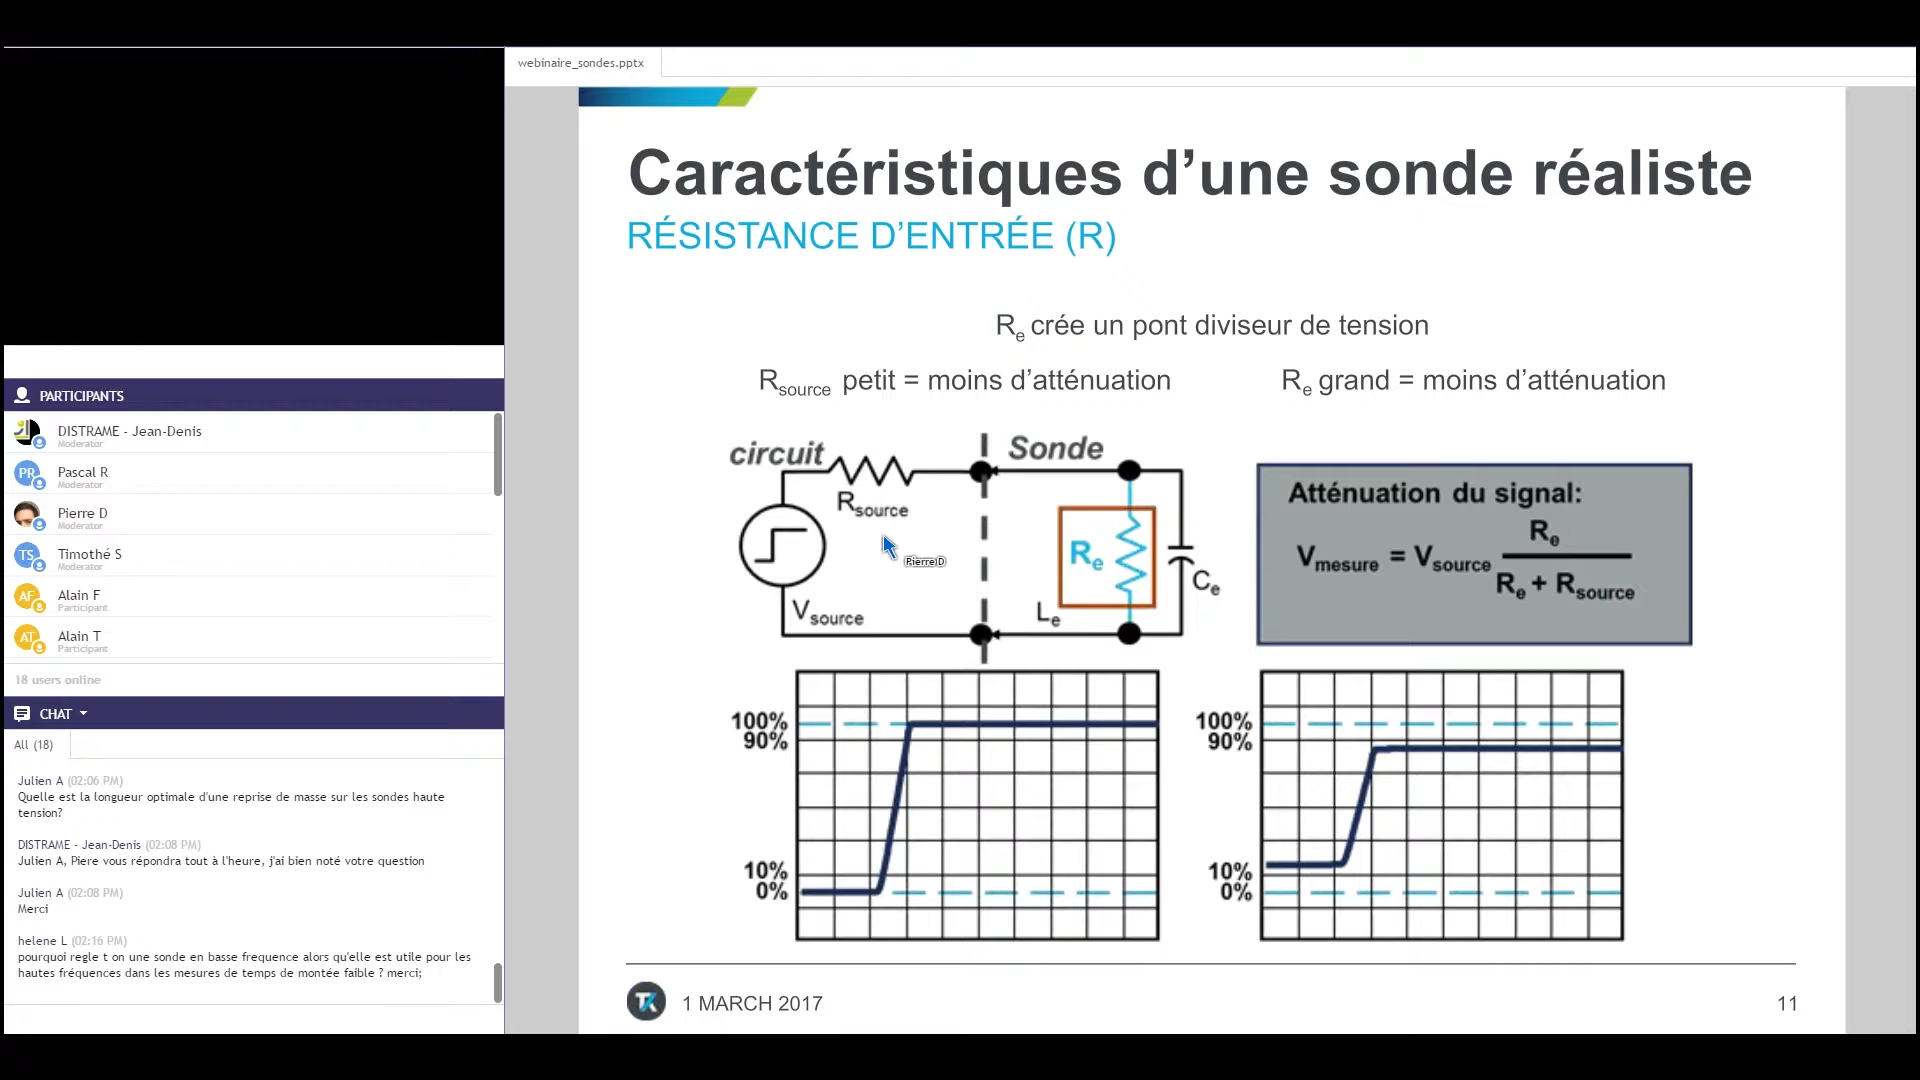 webinaire_sondes.pptx
PARTICIPANTS
DISTRAME - Jean-Denis
Moderator
PR
Pascal R
Moderator
Pierre D
Moderator
TS
Timothé S
Moderator
AF
Alain F
Participant
AT
Alain T
Participant
18 users online
CHAT
All (18)
Julien A (02:06 PM)
Quelle est la longueur optimale d'une reprise de masse sur les sondes haute
tension?
DISTRAME - Jean-Denis (02:08 PM)
Julien A, Piere vous répondra tout à l'heure, j'ai bien noté votre question
Julien A (02:08 PM)
Merci
helene L (02:16 PM)
pourquoi regle t on une sonde en basse frequence alors qu'elle est utile pour les
hautes fréquences dans les mesures de temps de montée faible ? merci;
Caractéristiques d’une sonde réaliste
RÉSISTANCE D’ENTRÉE (R)
Re crée un pont diviseur de tension
Rsource petit = moins d’atténuation
Re grand = moins d’atténuation
circuit
Sonde
Rsource
Pierre D
Re
Ce
Le
Vsource
Atténuation du signal:
Vmesure = Vsource Re / Re + Rsource
100%
90%
10%
0%
100%
90%
10%
0%
TK
1 MARCH 2017
11